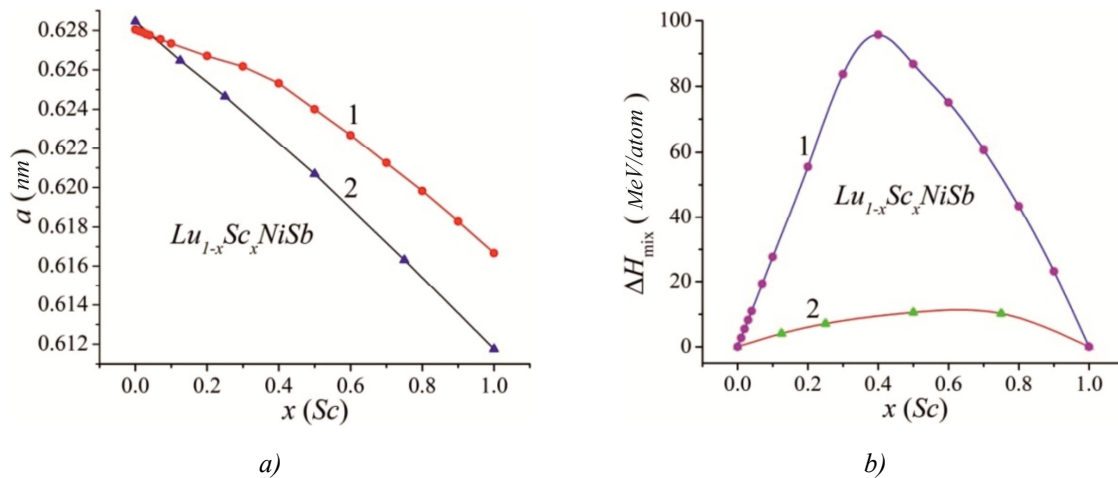 0.628
0.626
0.624
0.622
0.620
0.618
0.616
0.614
0.612
a (nm)
1
2
Lu1-xScxNiSb
0.0 0.2 0.4 0.6 0.8 1.0
x (Sc)
a)
100
80
60
40
20
0
ΔHmix ( MeV/atom )
1
2
Lu1-xScxNiSb
0.0 0.2 0.4 0.6 0.8 1.0
x (Sc)
b)